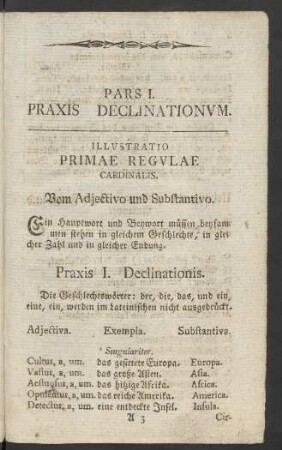 PARS I.
PRAXIS DECLINATIONVM.
ILLVSTRATIO
PRIMAE REGVLAE
CARDINALIS.
Vom Adjectivo und Substantivo.
Ein Hauptwort und Beywort müssen beysam-
men stehen in gleichem Geschlechte, in glei-
cher Zahl und in gleicher Endung.
Praxis I. Declinationis.
Die Geschlechtswörter: der, die, das, und ein,
eine, ein, werden im Lateinischen nicht ausgedrückt.
Adjectiva. Exempla. Substantiva.
Singulariter.
Cultus, a, um. das gesittete Europa. Europa.
Vastus, a, um. das große Asien. Asia.
Aestuosus, a, um. das hitzige Afrika. Africa.
Opulentus, a, um. das reiche Amerika. America.
Detectus, a, um. eine entdeckte Insel. Insula.
A 3 Cir-